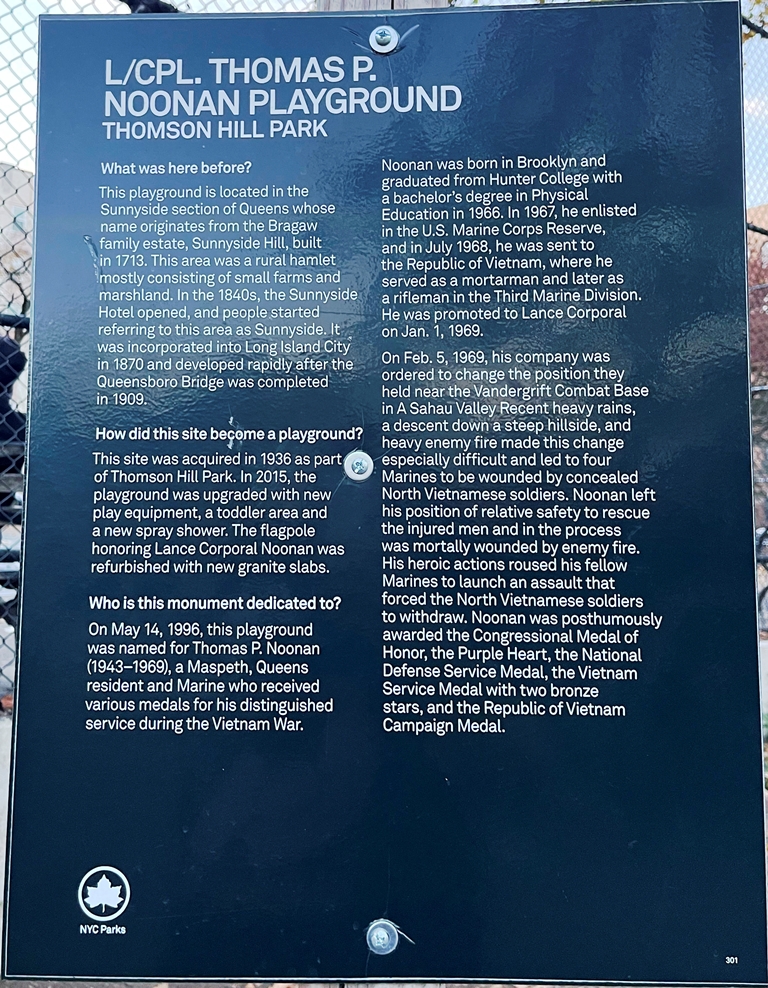 L/CPL. THOMAS P.
NOONAN PLAYGROUND
THOMSON HILL PARK
What was here before?
This playground is located in the
Sunnyside section of Queens whose
name originates from the Bragaw
family estate, Sunnyside Hill, built
in 1713. This area was a rural hamlet
mostly consisting of small farms and
marshland. In the 1840s, the Sunnyside
Hotel opened, and people started
referring to this area as Sunnyside. It
was incorporated into Long Island City
in 1870 and developed rapidly after the
Queensboro Bridge was completed
in 1909.
How did this site become a playground?
This site was acquired in 1936 as part
of Thomson Hill Park. In 2015, the
playground was upgraded with new
play equipment, a toddler area and
a new spray shower. The flagpole
honoring Lance Corporal Noonan was
refurbished with new granite slabs.
Who is this monument dedicated to?
On May 14, 1996, this playground
was named for Thomas P. Noonan
(1943–1969), a Maspeth, Queens
resident and Marine who received
various medals for his distinguished
service during the Vietnam War.
Noonan was born in Brooklyn and
graduated from Hunter College with
a bachelor's degree in Physical
Education in 1966. In 1967, he enlisted
in the U.S. Marine Corps Reserve,
and in July 1968, he was sent to
the Republic of Vietnam, where he
served as a mortarman and later as
a rifleman in the Third Marine Division.
He was promoted to Lance Corporal
on Jan. 1, 1969.
On Feb. 5, 1969, his company was
ordered to change the position they
held near the Vandergrift Combat Base
in A Sahau Valley Recent heavy rains,
a descent down a steep hillside, and
heavy enemy fire made this change
especially difficult and led to four
Marines to be wounded by concealed
North Vietnamese soldiers. Noonan left
his position of relative safety to rescue
the injured men and in the process
was mortally wounded by enemy fire.
His heroic actions roused his fellow
Marines to launch an assault that
forced the North Vietnamese soldiers
to withdraw. Noonan was posthumously
awarded the Congressional Medal of
Honor, the Purple Heart, the National
Defense Service Medal, the Vietnam
Service Medal with two bronze
stars, and the Republic of Vietnam
Campaign Medal.
NYC Parks
301